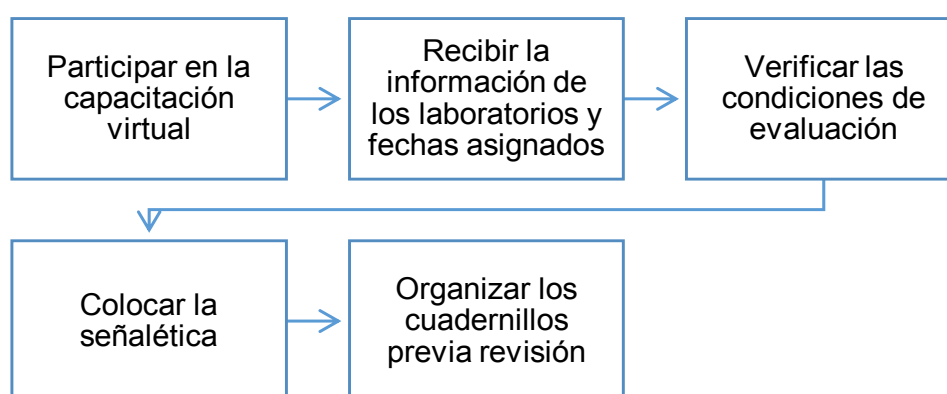 Participar en la
capacitación
virtual
Recibir la
información de
los laboratorios y
fechas asignados
Verificar las
condiciones de
evaluación
Colocar la
señalética
Organizar los
cuadernillos
previa revisión